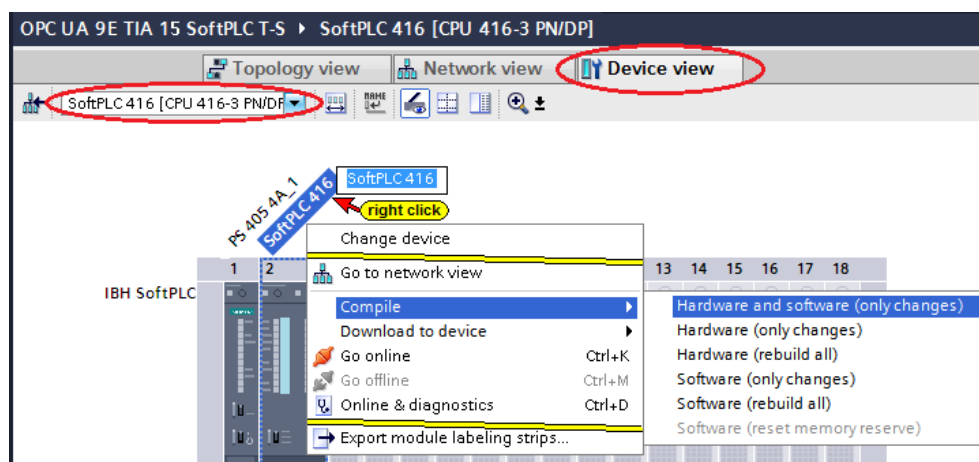 OPC UA 9E TIA 15 SoftPLC T-S ▸ SoftPLC 416 [CPU 416-3 PN/DP]
Topology view Network view Device view
SoftPLC 416 [CPU 416-3 PN/DP
SoftPLC 416
PS 405 4A_1
SoftPLC 416
right click
Change device
1 2 13 14 15 16 17 18
Go to network view
IBH SoftPLC
Compile
Hardware and software (only changes)
Download to device
Hardware (only changes)
Go online Ctrl+K
Hardware (rebuild all)
Go offline Ctrl+M
Software (only changes)
Online & diagnostics Ctrl+D
Software (rebuild all)
Software (reset memory reserve)
Export module labeling strips...